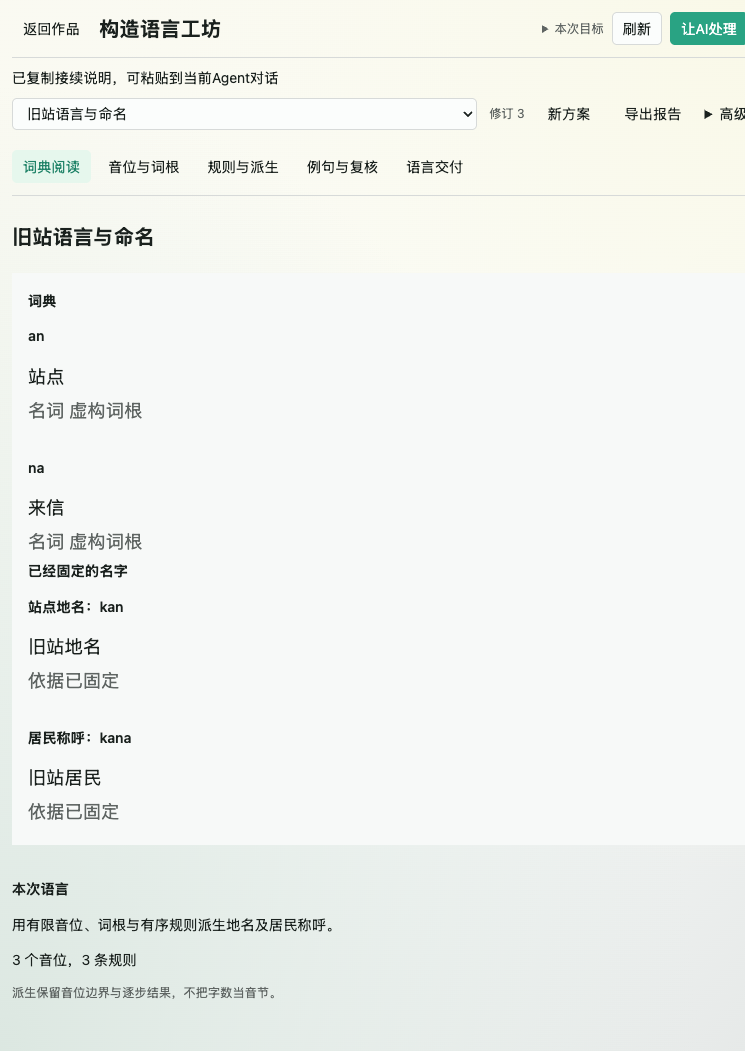 返回作品 构造语言工坊 ▶ 本次目标 刷新 让AI处理
已复制接续说明，可粘贴到当前Agent对话
旧站语言与命名 修订 3 新方案 导出报告 ▶ 高级
词典阅读 音位与词根 规则与派生 例句与复核 语言交付
旧站语言与命名
词典
an
站点
名词 虚构词根
na
来信
名词 虚构词根
已经固定的名字
站点地名：kan
旧站地名
依据已固定
居民称呼：kana
旧站居民
依据已固定
本次语言
用有限音位、词根与有序规则派生地名及居民称呼。
3 个音位，3 条规则
派生保留音位边界与逐步结果，不把字数当音节。